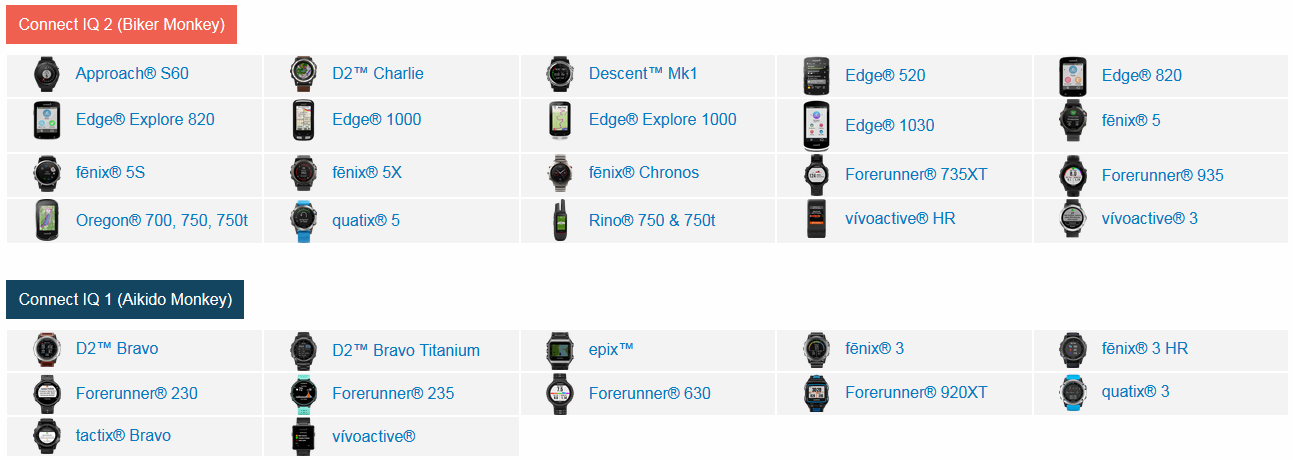 Connect IQ 2 (Biker Monkey)
Approach® S60
D2™ Charlie
Descent™ Mk1
Edge® 520
Edge® 820
Edge® Explore 820
Edge® 1000
Edge® Explore 1000
Edge® 1030
fēnix® 5
fēnix® 5S
fēnix® 5X
fēnix® Chronos
Forerunner® 735XT
Forerunner® 935
Oregon® 700, 750, 750t
quatix® 5
Rino® 750 & 750t
vívoactive® HR
vívoactive® 3
Connect IQ 1 (Aikido Monkey)
D2™ Bravo
D2™ Bravo Titanium
epix™
fēnix® 3
fēnix® 3 HR
Forerunner® 230
Forerunner® 235
Forerunner® 630
Forerunner® 920XT
quatix® 3
tactix® Bravo
vívoactive®